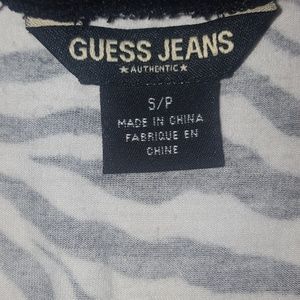 GUESS JEANS
★AUTHENTIC★
S/P
MADE IN CHINA
FABRIQUE EN
CHINE